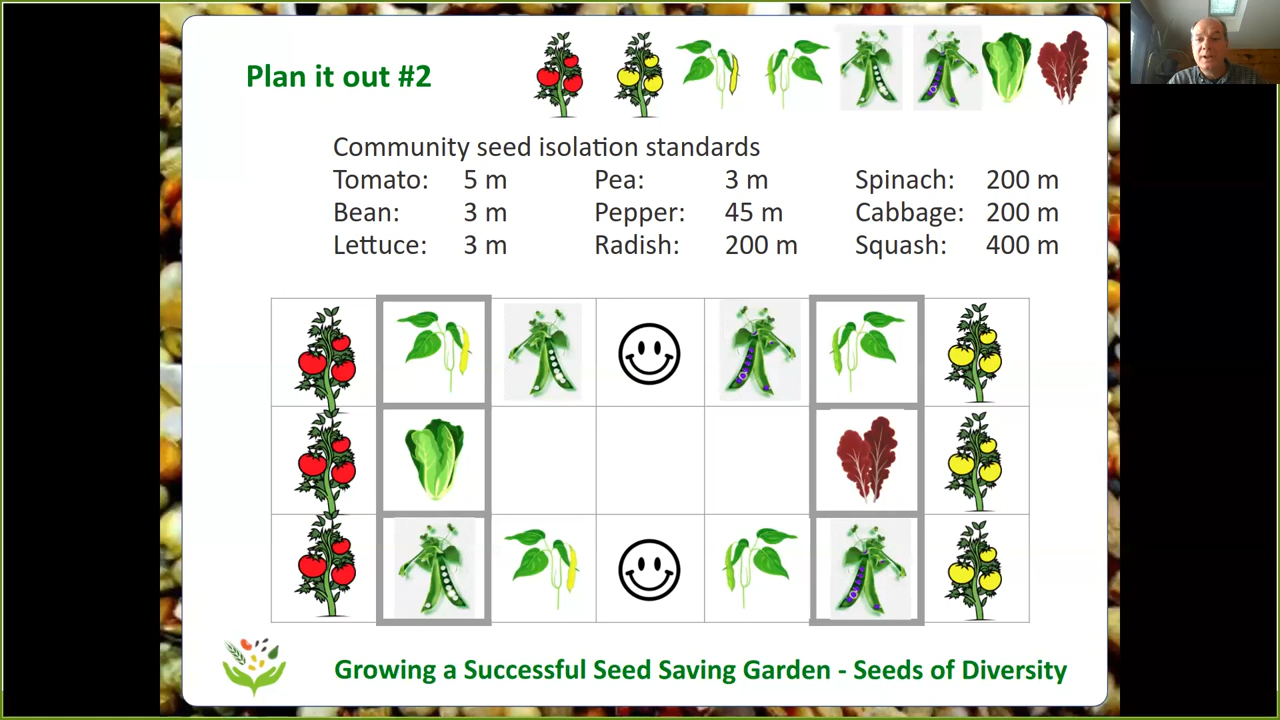 Plan it out #2
Community seed isolation standards
Tomato: 5 m Pea: 3 m Spinach: 200 m
Bean: 3 m Pepper: 45 m Cabbage: 200 m
Lettuce: 3 m Radish: 200 m Squash: 400 m
Growing a Successful Seed Saving Garden - Seeds of Diversity